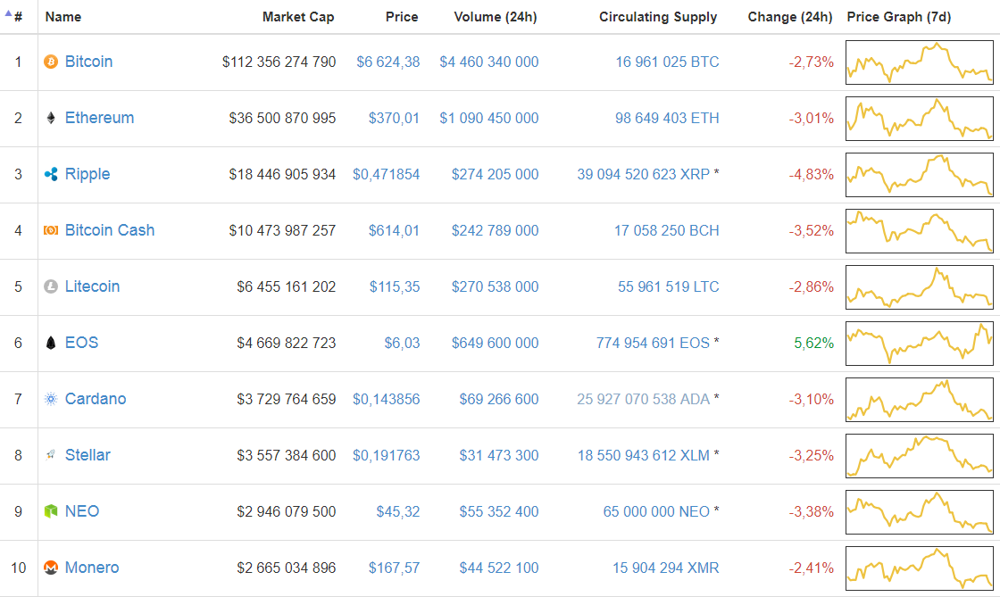 # Name Market Cap Price Volume (24h) Circulating Supply Change (24h) Price Graph (7d)
1 Bitcoin $112 356 274 790 $6 624,38 $4 460 340 000 16 961 025 BTC -2,73%
2 Ethereum $36 500 870 995 $370,01 $1 090 450 000 98 649 403 ETH -3,01%
3 Ripple $18 446 905 934 $0,471854 $274 205 000 39 094 520 623 XRP * -4,83%
4 Bitcoin Cash $10 473 987 257 $614,01 $242 789 000 17 058 250 BCH -3,52%
5 Litecoin $6 455 161 202 $115,35 $270 538 000 55 961 519 LTC -2,86%
6 EOS $4 669 822 723 $6,03 $649 600 000 774 954 691 EOS * 5,62%
7 Cardano $3 729 764 659 $0,143856 $69 266 600 25 927 070 538 ADA * -3,10%
8 Stellar $3 557 384 600 $0,191763 $31 473 300 18 550 943 612 XLM * -3,25%
9 NEO $2 946 079 500 $45,32 $55 352 400 65 000 000 NEO * -3,38%
10 Monero $2 665 034 896 $167,57 $44 522 100 15 904 294 XMR -2,41%